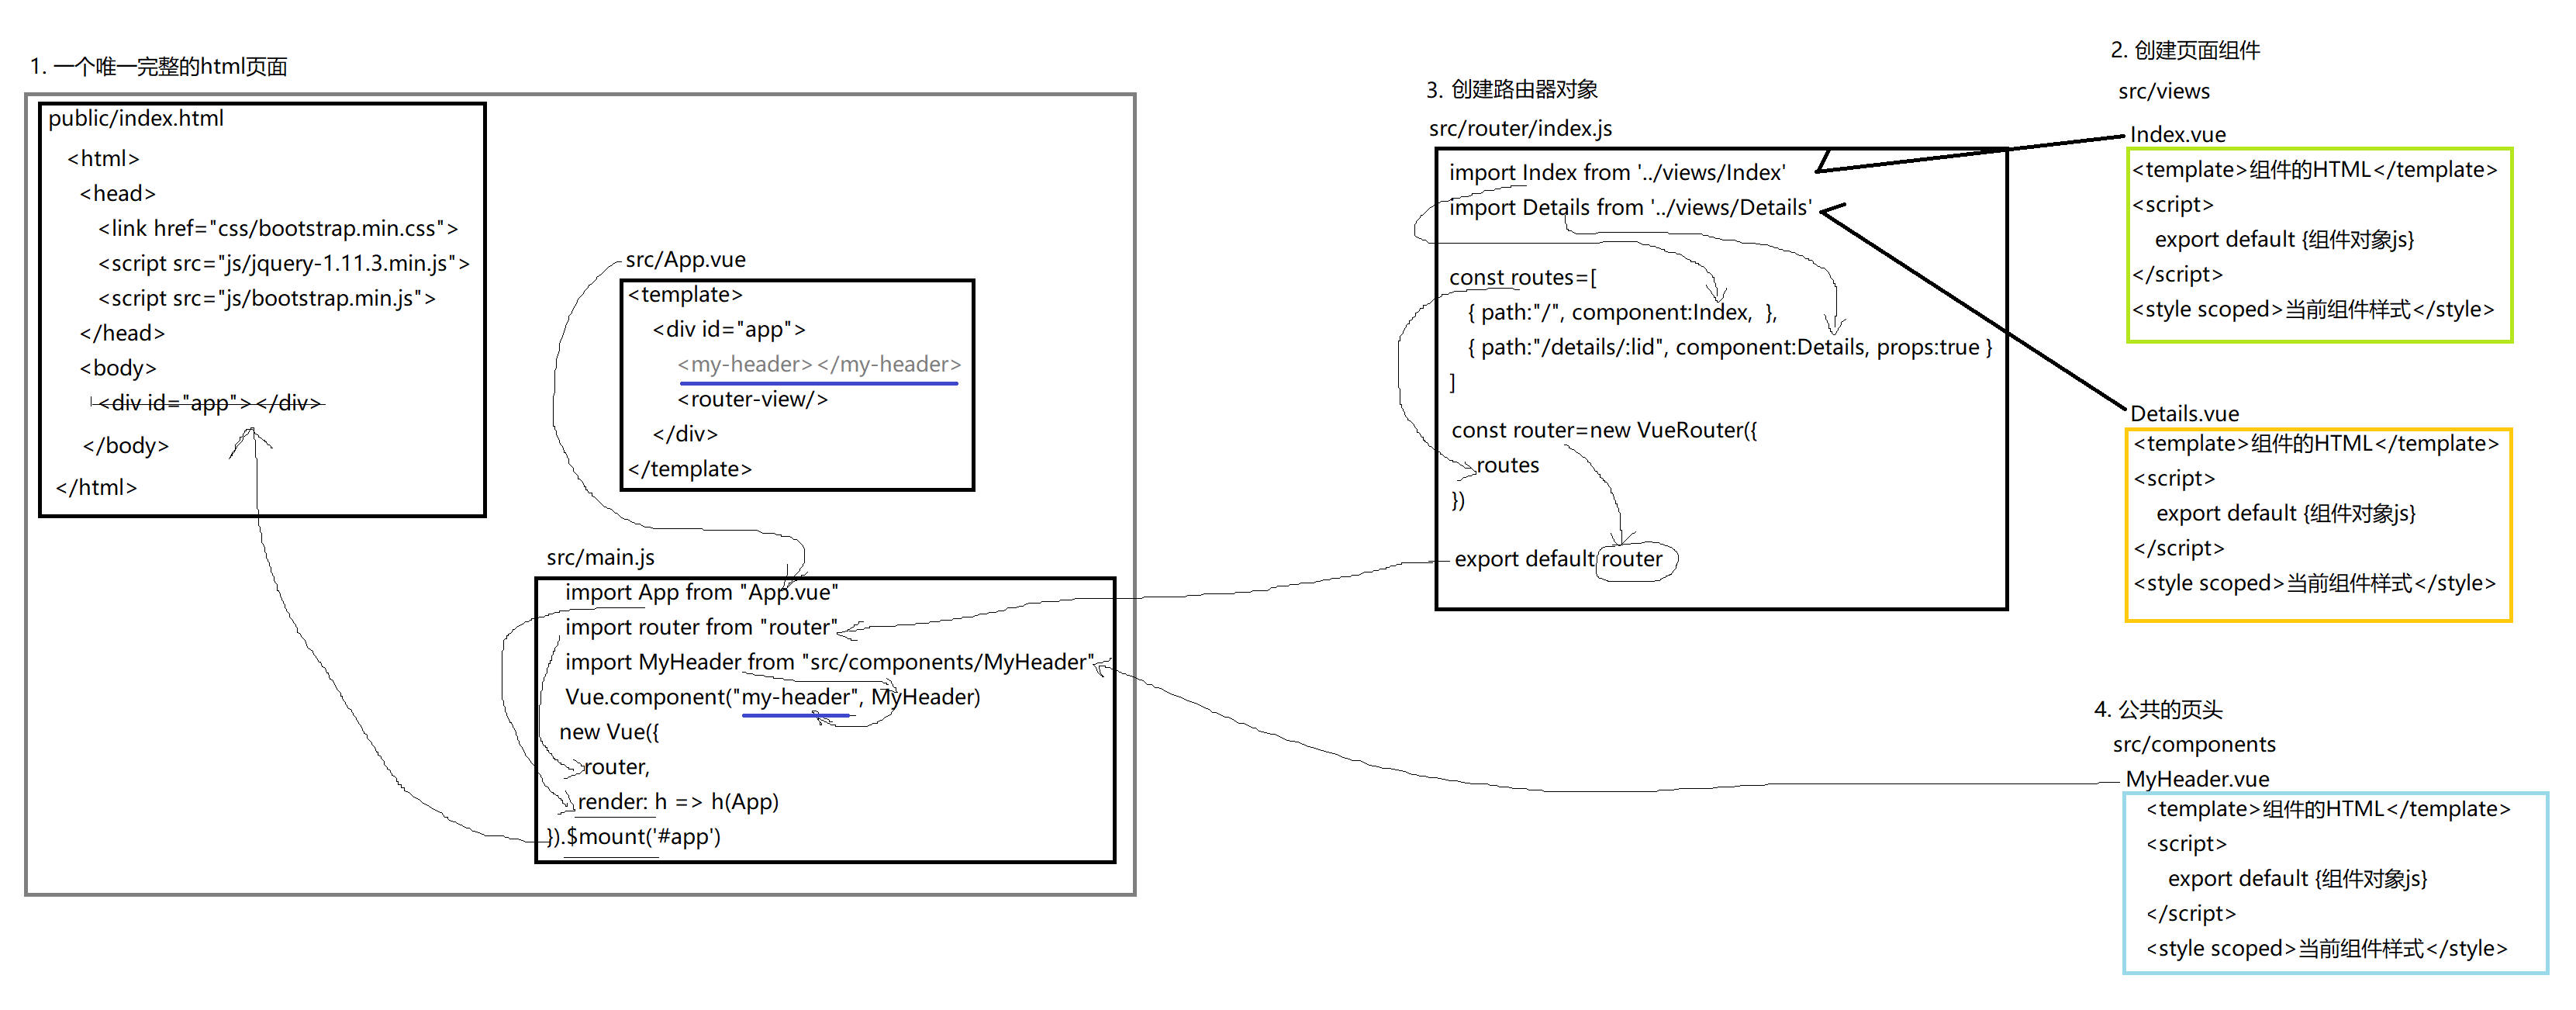 1. 一个唯一完整的html页面
public/index.html
<html>
<head>
<link href="css/bootstrap.min.css">
<script src="js/jquery-1.11.3.min.js">
<script src="js/bootstrap.min.js">
</head>
<body>
<div id="app"></div>
</body>
</html>
src/App.vue
<template>
<div id="app">
<my-header></my-header>
<router-view/>
</div>
</template>
src/main.js
import App from "App.vue"
import router from "router"
import MyHeader from "src/components/MyHeader"
Vue.component("my-header", MyHeader)
new Vue({
router,
render: h => h(App)
}).$mount('#app')
2. 创建页面组件
src/views
Index.vue
<template>组件的HTML</template>
<script>
export default {组件对象js}
</script>
<style scoped>当前组件样式</style>
Details.vue
<template>组件的HTML</template>
<script>
export default {组件对象js}
</script>
<style scoped>当前组件样式</style>
3. 创建路由器对象
src/router/index.js
import Index from '../views/Index'
import Details from '../views/Details'
const routes=[
{ path:"/", component:Index,  },
{ path:"/details/:lid", component:Details, props:true }
]
const router=new VueRouter({
routes
})
export default router
4. 公共的页头
src/components
MyHeader.vue
<template>组件的HTML</template>
<script>
export default {组件对象js}
</script>
<style scoped>当前组件样式</style>